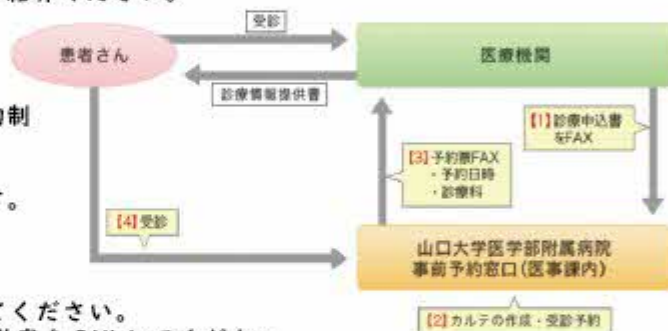 受診
患者さん
医療機関
診療情報提供書
【1】診療申込書
をFAX
【3】予約票FAX
・予約日時
・診療科
【4】受診
山口大学医学部附属病院
事前予約窓口(医事課内)
てください。
【2】カルテの作成・受診予約